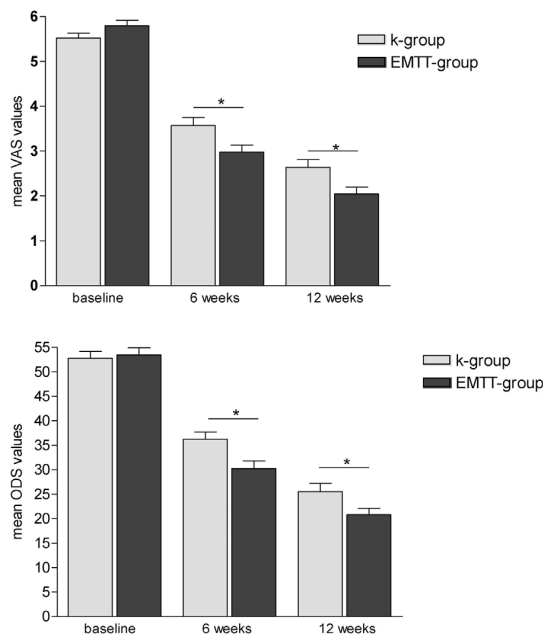 6
5
4
3
2
1
0
mean VAS values
k-group
EMTT-group
*
*
baseline
6 weeks
12 weeks
55
50
45
40
35
30
25
20
15
10
5
0
mean ODS values
k-group
EMTT-group
*
*
baseline
6 weeks
12 weeks